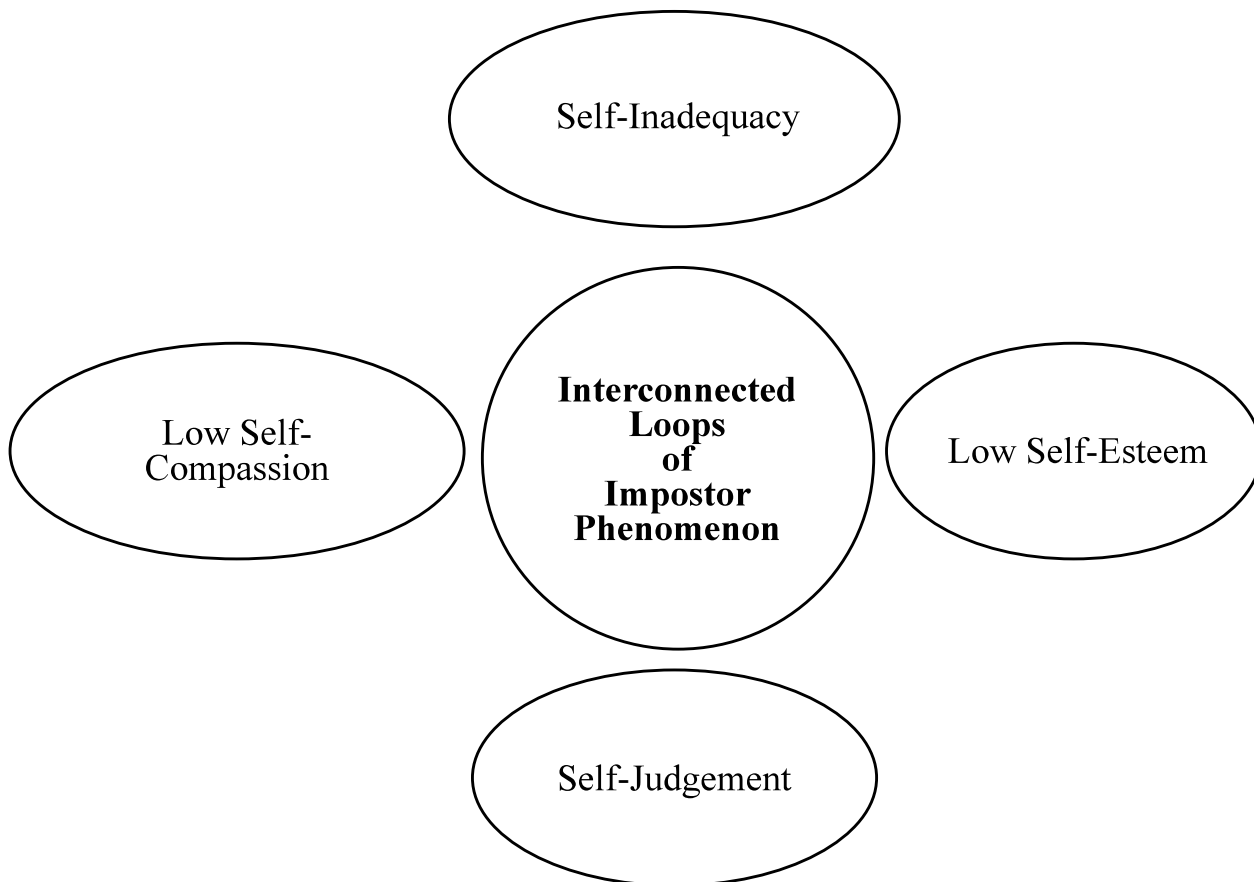 Self-Inadequacy
Low Self-
Compassion
Interconnected
Loops
of
Impostor
Phenomenon
Low Self-Esteem
Self-Judgement